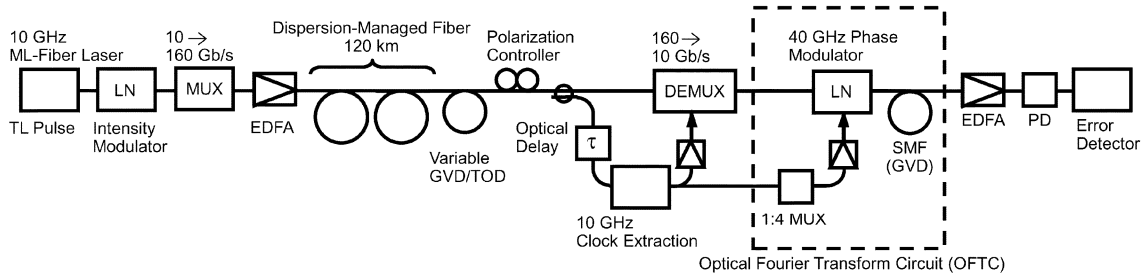 10 GHz
ML-Fiber Laser
LN
TL Pulse
Intensity
Modulator
10 →
160 Gb/s
MUX
EDFA
Dispersion-Managed Fiber
120 km
Variable
GVD/TOD
Polarization
Controller
Optical
Delay
τ
10 GHz
Clock Extraction
160→
10 Gb/s
DEMUX
40 GHz Phase
Modulator
LN
SMF
(GVD)
1:4 MUX
Optical Fourier Transform Circuit (OFTC)
EDFA
PD
Error
Detector